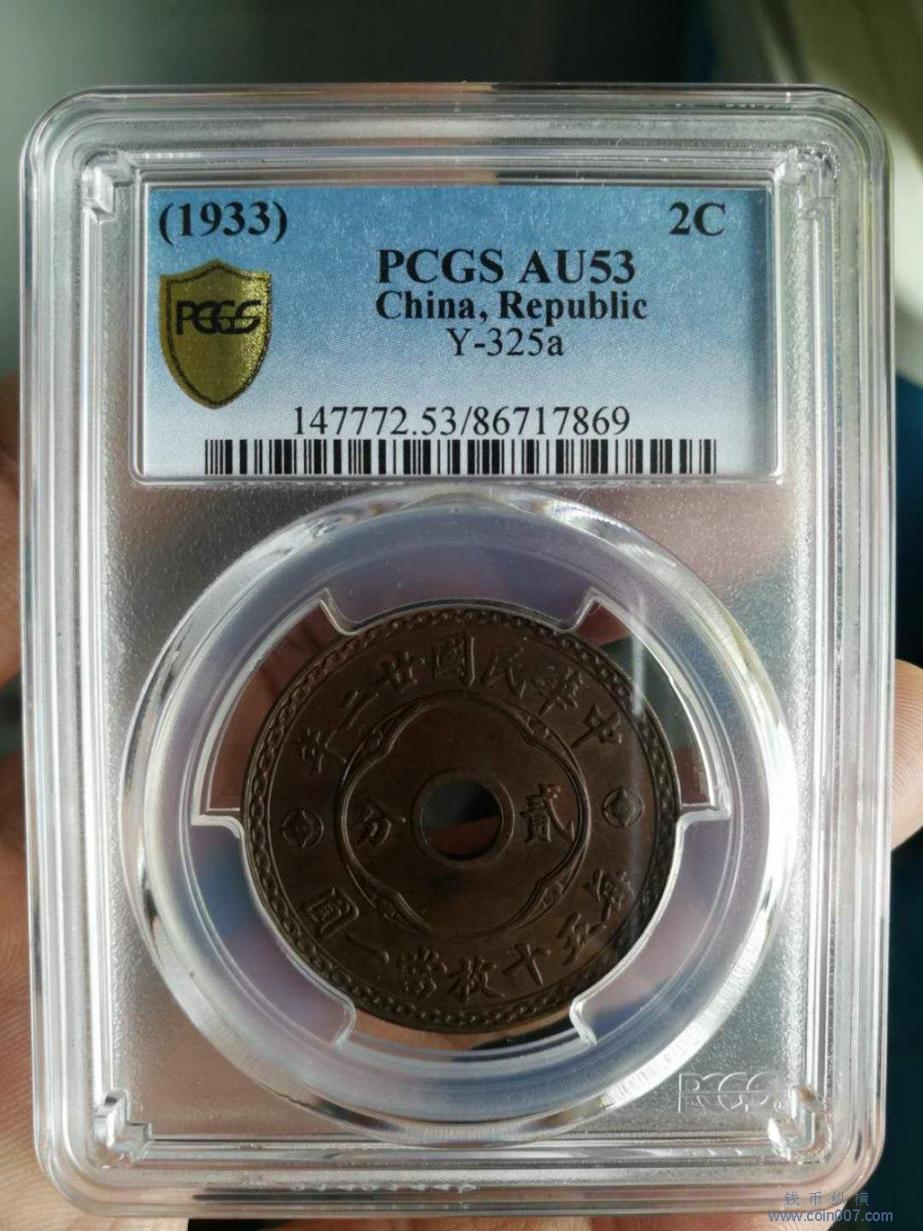 (1933)
2C
PCGS AU53
China, Republic
Y-325a
PCGS
147772.53/86717869
中華民國廿二年
貳分
每五十枚當一圓
PCGS
钱币纵横
www.coin007.com